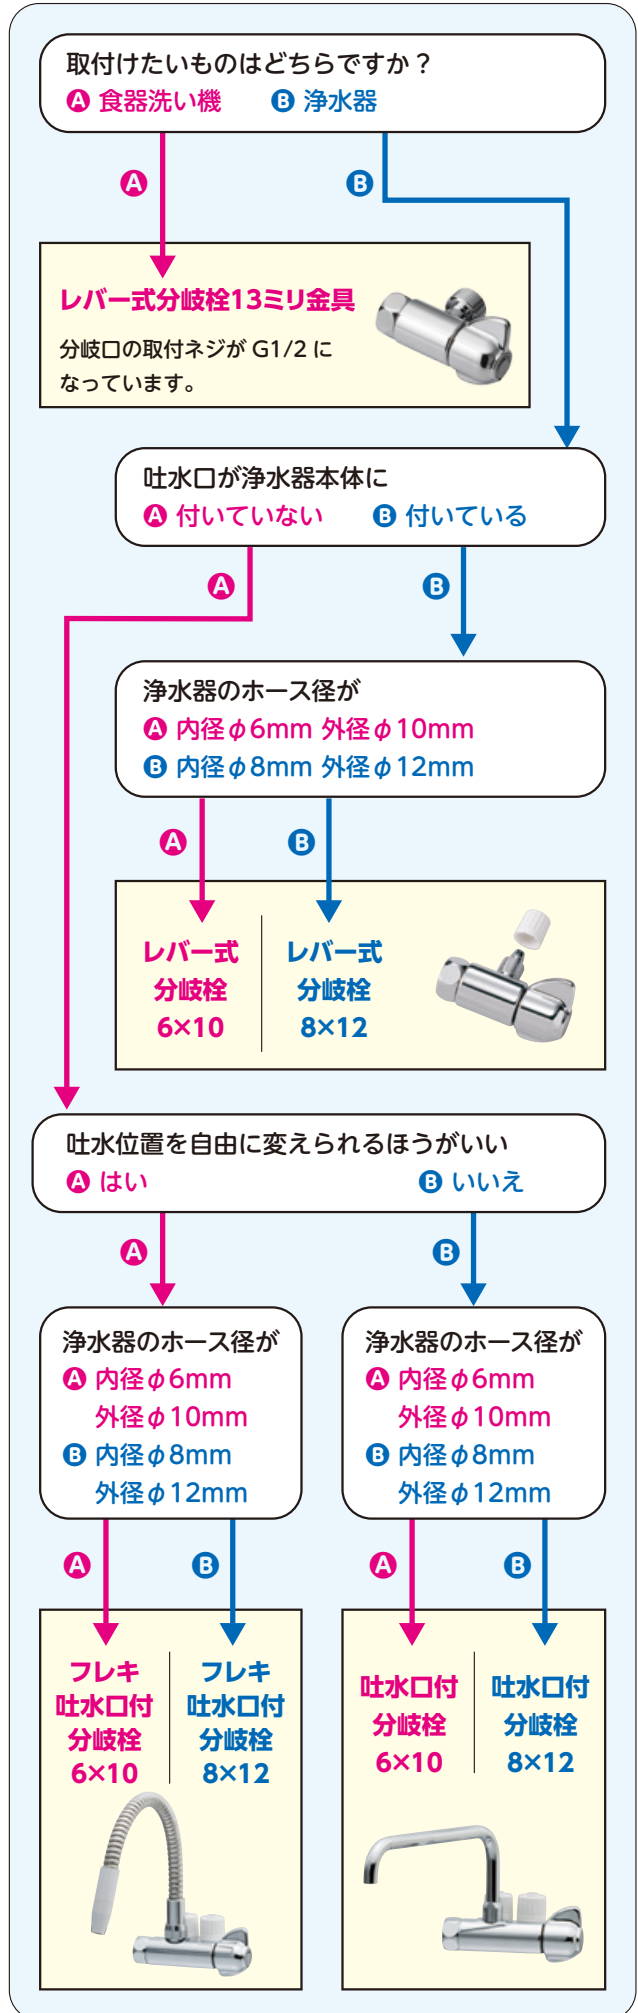 取付けたいものはどちらですか？
A 食器洗い機 B 浄水器
A
B
レバー式分岐栓13ミリ金具
分岐口の取付ネジが G1/2 に
なっています。
吐水口が浄水器本体に
A 付いていない B 付いている
A
B
浄水器のホース径が
A 内径φ6mm 外径φ10mm
B 内径φ8mm 外径φ12mm
A
B
レバー式
分岐栓
6×10
レバー式
分岐栓
8×12
吐水位置を自由に変えられるほうがいい
A はい B いいえ
A
B
浄水器のホース径が
A 内径φ6mm
外径φ10mm
B 内径φ8mm
外径φ12mm
浄水器のホース径が
A 内径φ6mm
外径φ10mm
B 内径φ8mm
外径φ12mm
A
B
A
B
フレキ
吐水口付
分岐栓
6×10
フレキ
吐水口付
分岐栓
8×12
吐水口付
分岐栓
6×10
吐水口付
分岐栓
8×12